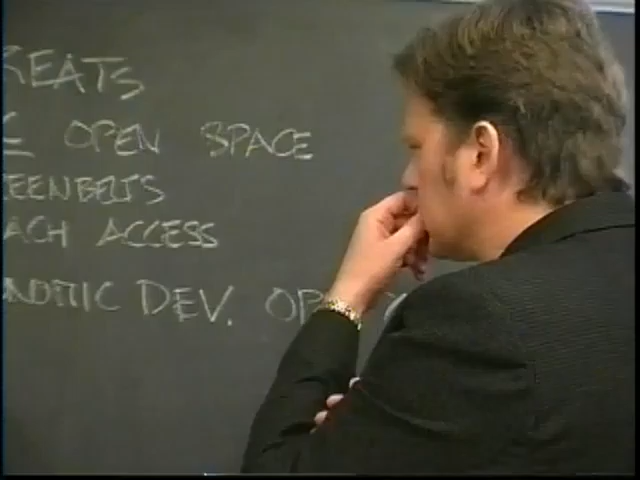 REATS
E OPEN SPACE
EENBELTS
ACH ACCESS
NOMIC DEV. OP